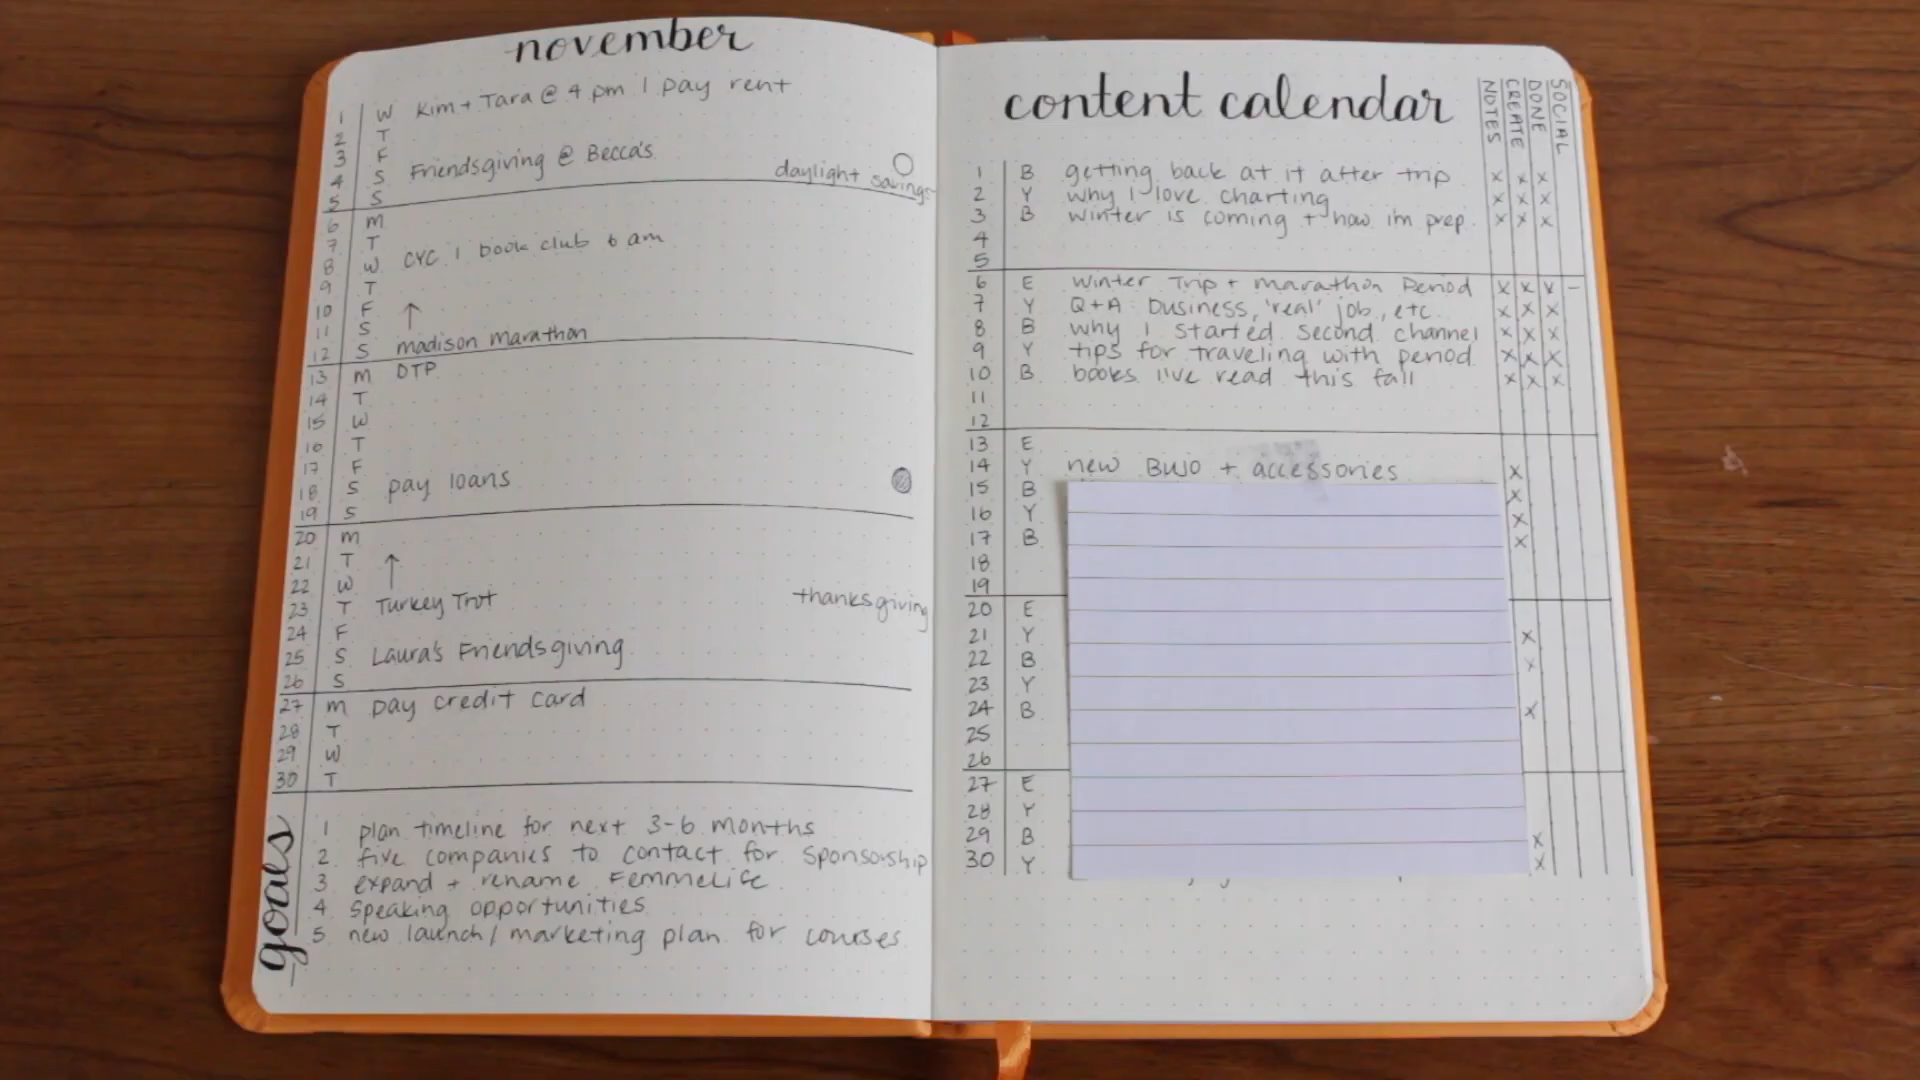 november
1 W Kim + Tara @ 4 pm | pay rent
2 T
3 F
4 S Friendsgiving @ Becca's
5 S daylight savings
6 M
7 T
8 W CYC | book club 6 am
9 T
10 F
11 S ↑
12 S madison marathon
13 M DTP
14 T
15 W
16 T
17 F
18 S pay loans
19 S
20 M
21 T
22 W ↑
23 T Turkey Trot thanksgiving
24 F
25 S Laura's Friendsgiving
26 S
27 M pay credit card
28 T
29 W
30 T
goals
1 plan timeline for next 3-6 months
2 five companies to contact for sponsorship
3 expand + rename Femmelife
4 speaking opportunities
5 new launch / marketing plan for courses
content calendar
NOTES CREATE DONE SOCIAL
1 B getting back at it after trip x x x
2 Y why I love charting x x x
3 B winter is coming + how im prep x x x
4
5
6 E Winter Trip + marathon Period x x x –
7 Y Q+A: Business, 'real' job, etc. x x x
8 B why I started second channel x x x
9 Y tips for traveling with period x x x
10 B books i've read this fall x x x
11
12
13 E
14 Y new BUJO + accessories x
15 B x
16 Y x
17 B x
18
19
20 E
21 Y x
22 B x
23 Y
24 B x
25
26
27 E
28 Y
29 B x
30 Y x